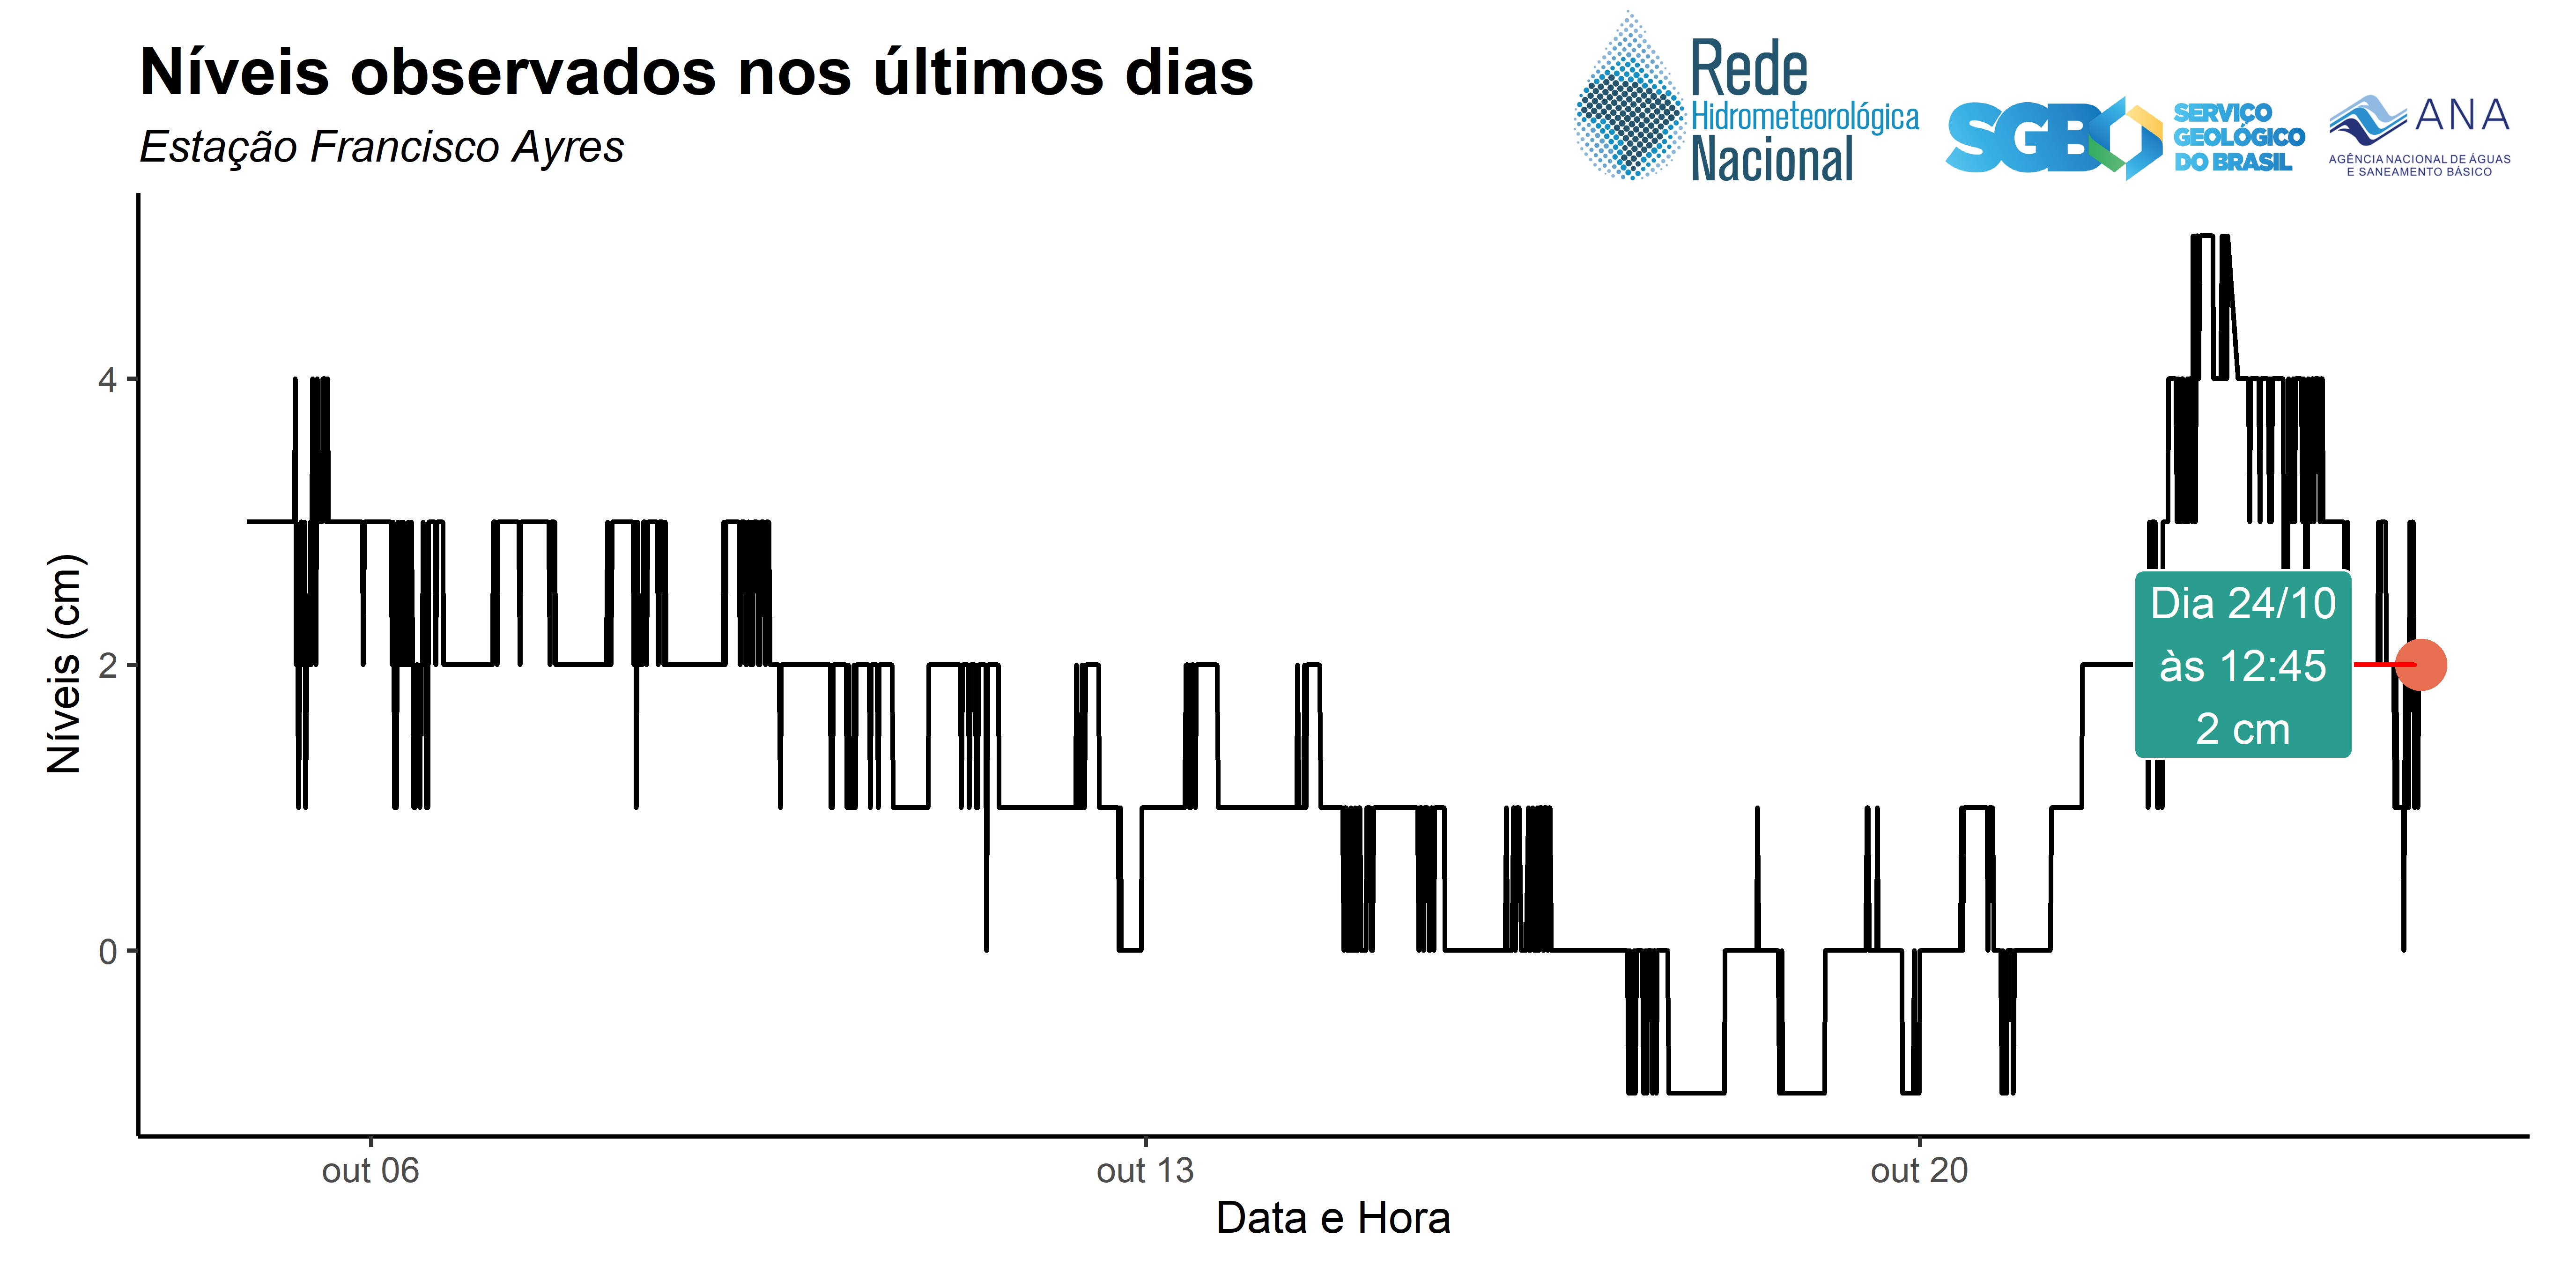 Níveis observados nos últimos dias
Estação Francisco Ayres
Rede
Hidrometeorológica
Nacional
SGB
SERVIÇO
GEOLÓGICO
DO BRASIL
ANA
AGÊNCIA NACIONAL DE ÁGUAS
E SANEAMENTO BÁSICO
Níveis (cm)
4
2
0
Dia 24/10
às 12:45
2 cm
out 06
out 13
out 20
Data e Hora